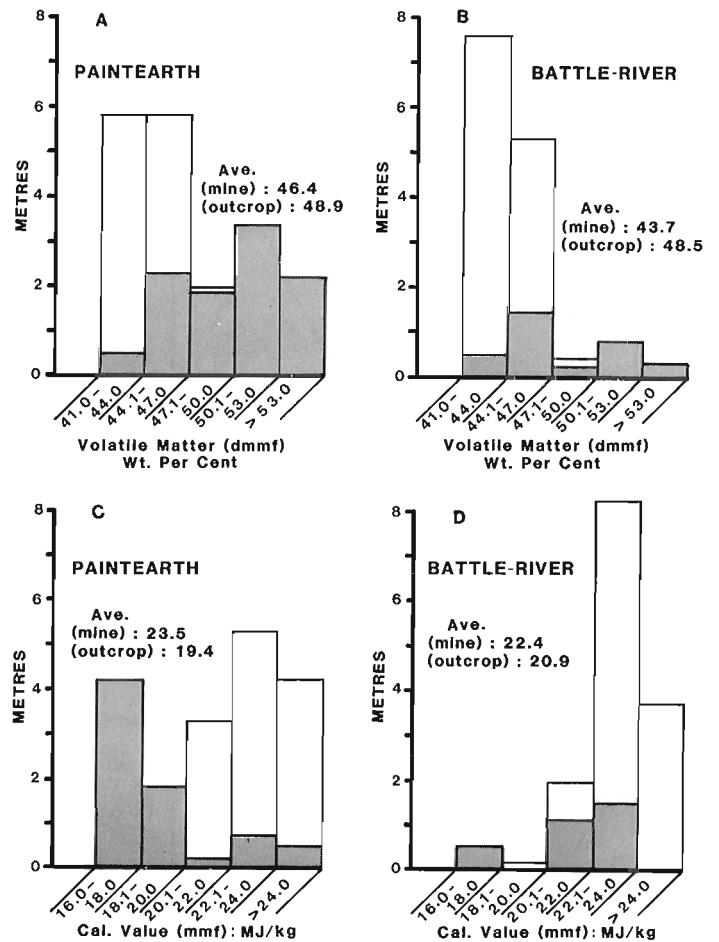 A
PAINTEARTH
8
6
4
2
0
METRES
Ave.
(mine) : 46.4
(outcrop) : 48.9
41.0–
44.0
44.1–
47.0
47.1–
50.0
50.1–
53.0
> 53.0
Volatile Matter (dmmf)
Wt. Per Cent
B
BATTLE-RIVER
8
6
4
2
0
METRES
Ave.
(mine) : 43.7
(outcrop) : 48.5
41.0–
44.0
44.1–
47.0
47.1–
50.0
50.1–
53.0
> 53.0
Volatile Matter (dmmf)
Wt. Per Cent
C
PAINTEARTH
8
6
4
2
0
METRES
Ave.
(mine) : 23.5
(outcrop) : 19.4
16.0–
18.0
18.1–
20.0
20.1–
22.0
22.1–
24.0
>24.0
Cal. Value (mmf): MJ/kg
D
BATTLE-RIVER
8
6
4
2
0
METRES
Ave.
(mine) : 22.4
(outcrop) : 20.9
16.0–
18.0
18.1–
20.0
20.1–
22.0
22.1–
24.0
>24.0
Cal. Value (mmf): MJ/kg